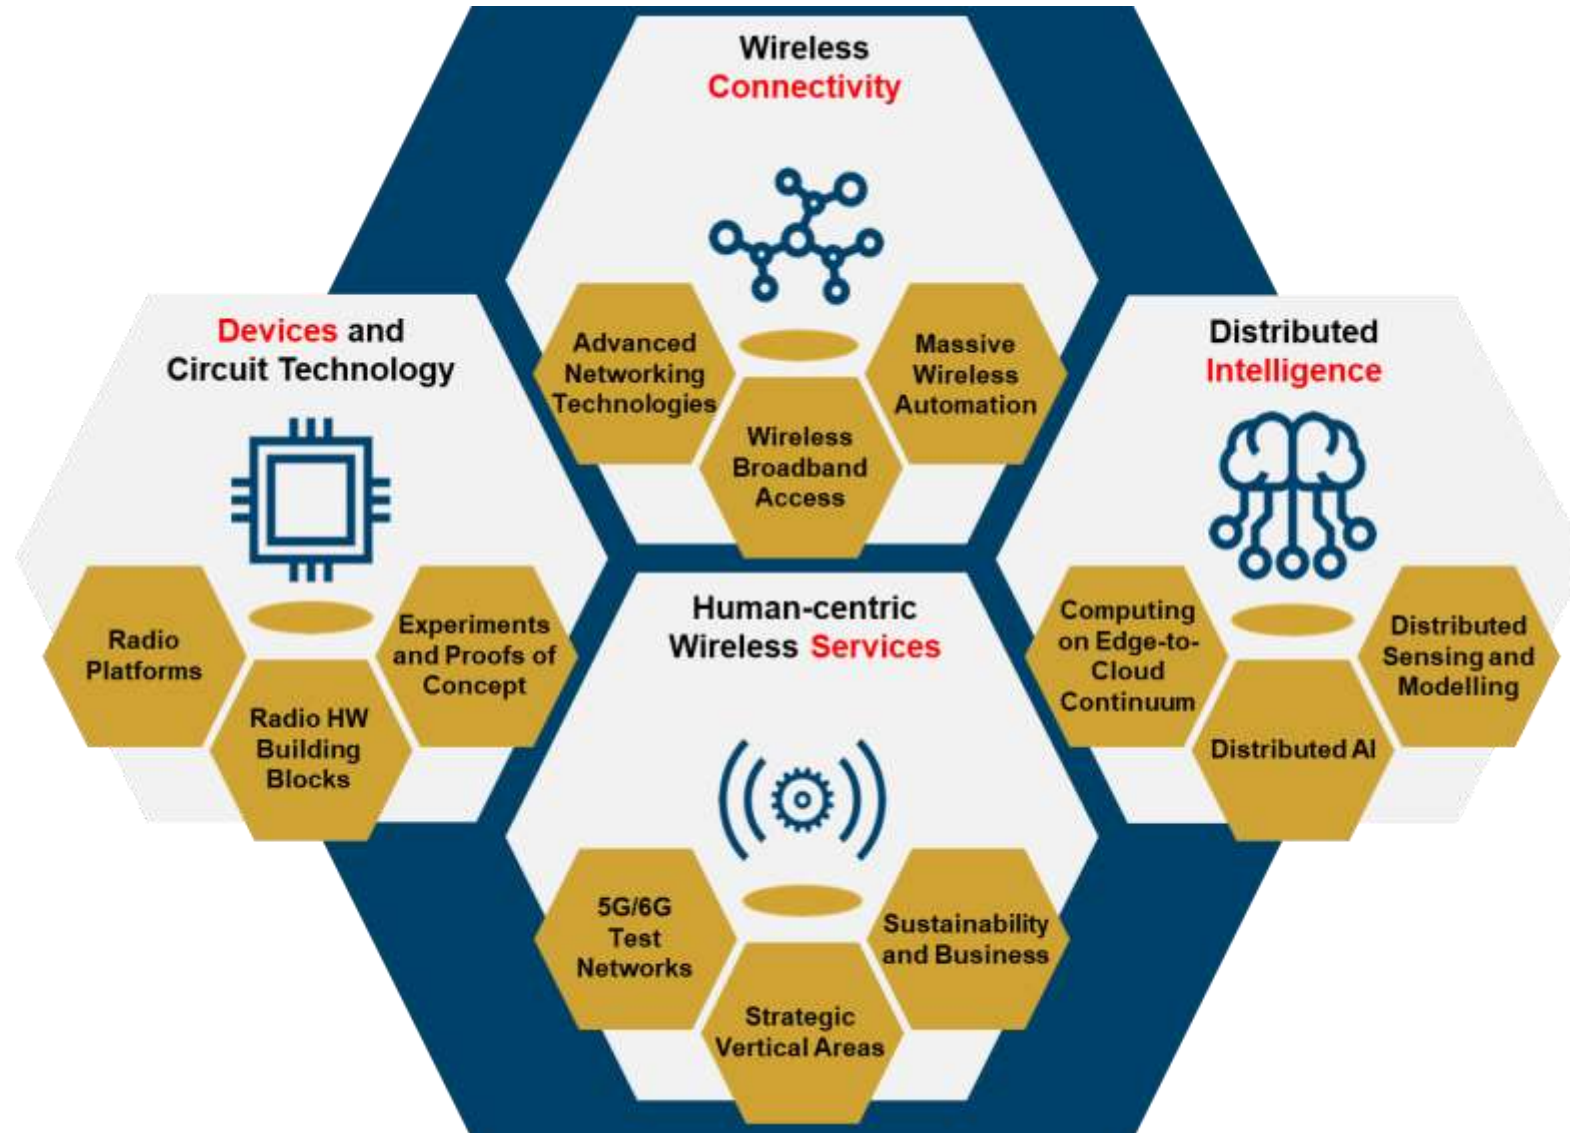 Wireless
Connectivity
Advanced
Networking
Technologies
Wireless
Broadband
Access
Massive
Wireless
Automation
Devices and
Circuit Technology
Radio
Platforms
Radio HW
Building
Blocks
Experiments
and Proofs of
Concept
Distributed
Intelligence
Computing
on Edge-to-
Cloud
Continuum
Distributed AI
Distributed
Sensing and
Modelling
Human-centric
Wireless Services
5G/6G
Test
Networks
Strategic
Vertical Areas
Sustainability
and Business